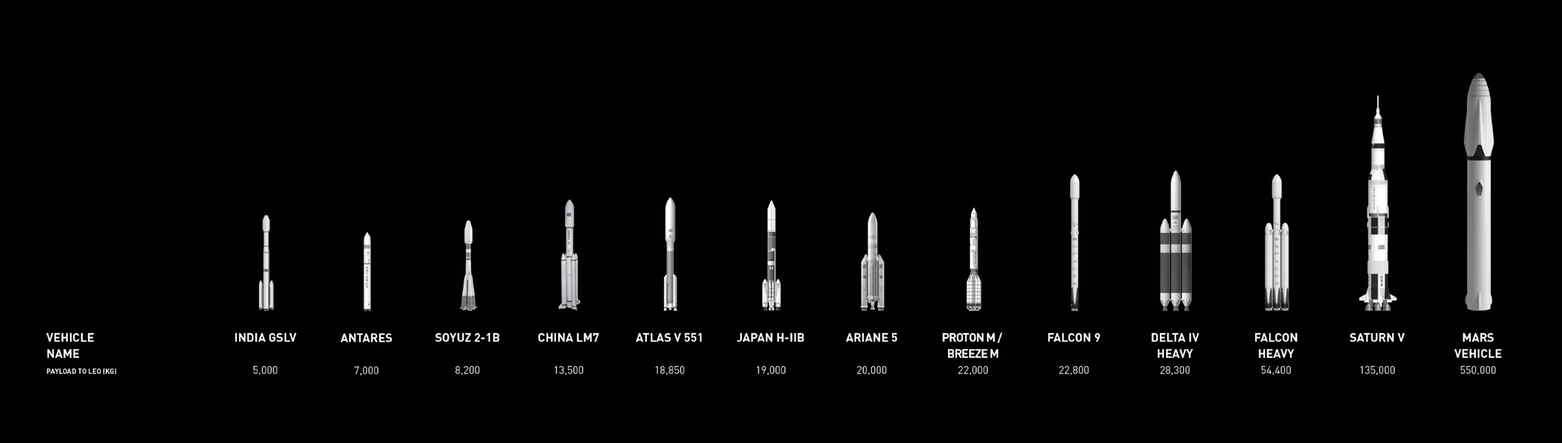 VEHICLE NAME
INDIA GSLV
ANTARES
SOYUZ 2-1B
CHINA LM7
ATLAS V 551
JAPAN H-IIB
ARIANE 5
PROTON M / BREEZE M
FALCON 9
DELTA IV HEAVY
FALCON HEAVY
SATURN V
MARS VEHICLE
PAYLOAD TO LEO (KG)
5,000
7,000
8,200
13,500
18,850
19,000
20,000
22,000
22,800
28,300
54,400
135,000
550,000